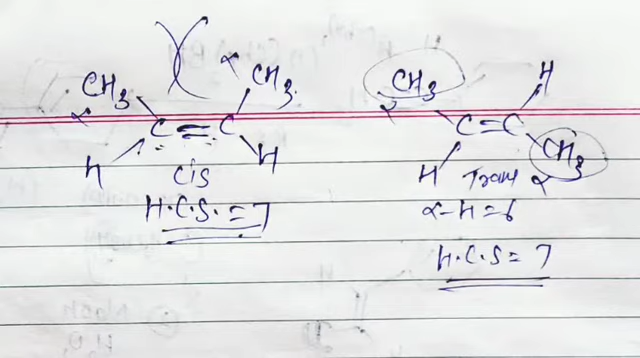 CH3 α CH3
α C=C
H H
cis
H.C.S. = 7
CH3 H
α C=C
H CH3
Trans α
α-H = 6
H.C.S = 7